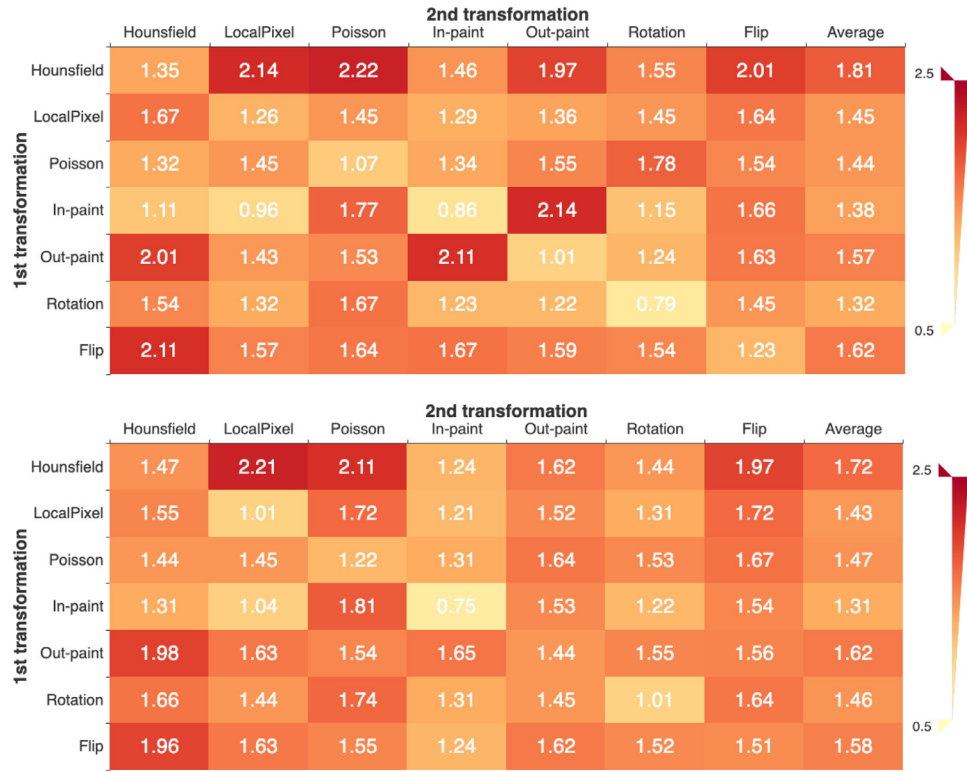 2nd transformation
Hounsfield LocalPixel Poisson In-paint Out-paint Rotation Flip Average
1st transformation
Hounsfield 1.35 2.14 2.22 1.46 1.97 1.55 2.01 1.81
LocalPixel 1.67 1.26 1.45 1.29 1.36 1.45 1.64 1.45
Poisson 1.32 1.45 1.07 1.34 1.55 1.78 1.54 1.44
In-paint 1.11 0.96 1.77 0.86 2.14 1.15 1.66 1.38
Out-paint 2.01 1.43 1.53 2.11 1.01 1.24 1.63 1.57
Rotation 1.54 1.32 1.67 1.23 1.22 0.79 1.45 1.32
Flip 2.11 1.57 1.64 1.67 1.59 1.54 1.23 1.62
2.5
0.5
2nd transformation
Hounsfield LocalPixel Poisson In-paint Out-paint Rotation Flip Average
1st transformation
Hounsfield 1.47 2.21 2.11 1.24 1.62 1.44 1.97 1.72
LocalPixel 1.55 1.01 1.72 1.21 1.52 1.31 1.72 1.43
Poisson 1.44 1.45 1.22 1.31 1.64 1.53 1.67 1.47
In-paint 1.31 1.04 1.81 0.75 1.53 1.22 1.54 1.31
Out-paint 1.98 1.63 1.54 1.65 1.44 1.55 1.56 1.62
Rotation 1.66 1.44 1.74 1.31 1.45 1.01 1.64 1.46
Flip 1.96 1.63 1.55 1.24 1.62 1.52 1.51 1.58
2.5
0.5